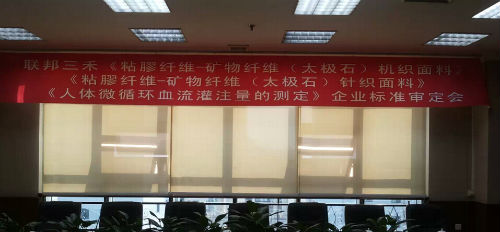 联邦三禾《粘膠纤维-矿物纤维（太极石）机织面料》
《粘膠纤维-矿物纤维（太极石）针织面料》
《人体微循环血流灌注量的测定》企业标准审定会